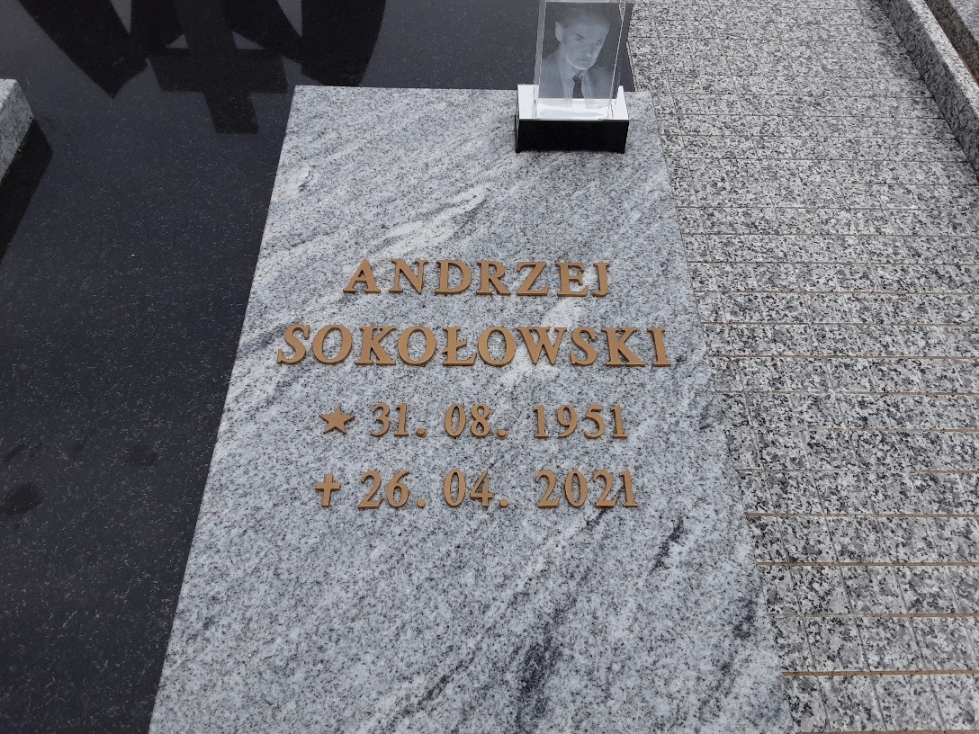 ANDRZEJ
SOKOŁOWSKI
★ 31. 08. 1951
✝ 26. 04. 2021